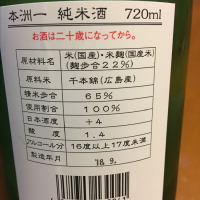 本洲一 純米酒 720ml
お酒は二十歳になってから。
原材料名 米(国産)・米麹(国産米)
(麹歩合22%)
原料米 千本錦(広島産)
精米歩合 65%
使用割合 100%
日本酒度 +4
酸度 1.4
アルコール分 16度以上17度未満
製造年月 '18.9.